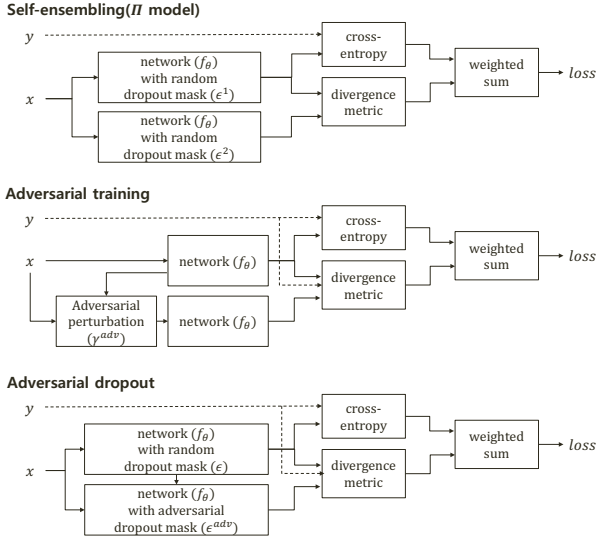 Self-ensembling(Π model)
y
cross-
entropy
network (fθ)
with random
dropout mask (ϵ¹)
weighted
sum
loss
x
divergence
metric
network (fθ)
with random
dropout mask (ϵ²)
Adversarial training
y
cross-
entropy
x
network (fθ)
weighted
sum
loss
divergence
metric
Adversarial
perturbation
(γᵃᵈᵛ)
network (fθ)
Adversarial dropout
y
cross-
entropy
network (fθ)
with random
dropout mask (ϵ)
weighted
sum
loss
x
divergence
metric
network (fθ)
with adversarial
dropout mask (ϵᵃᵈᵛ)